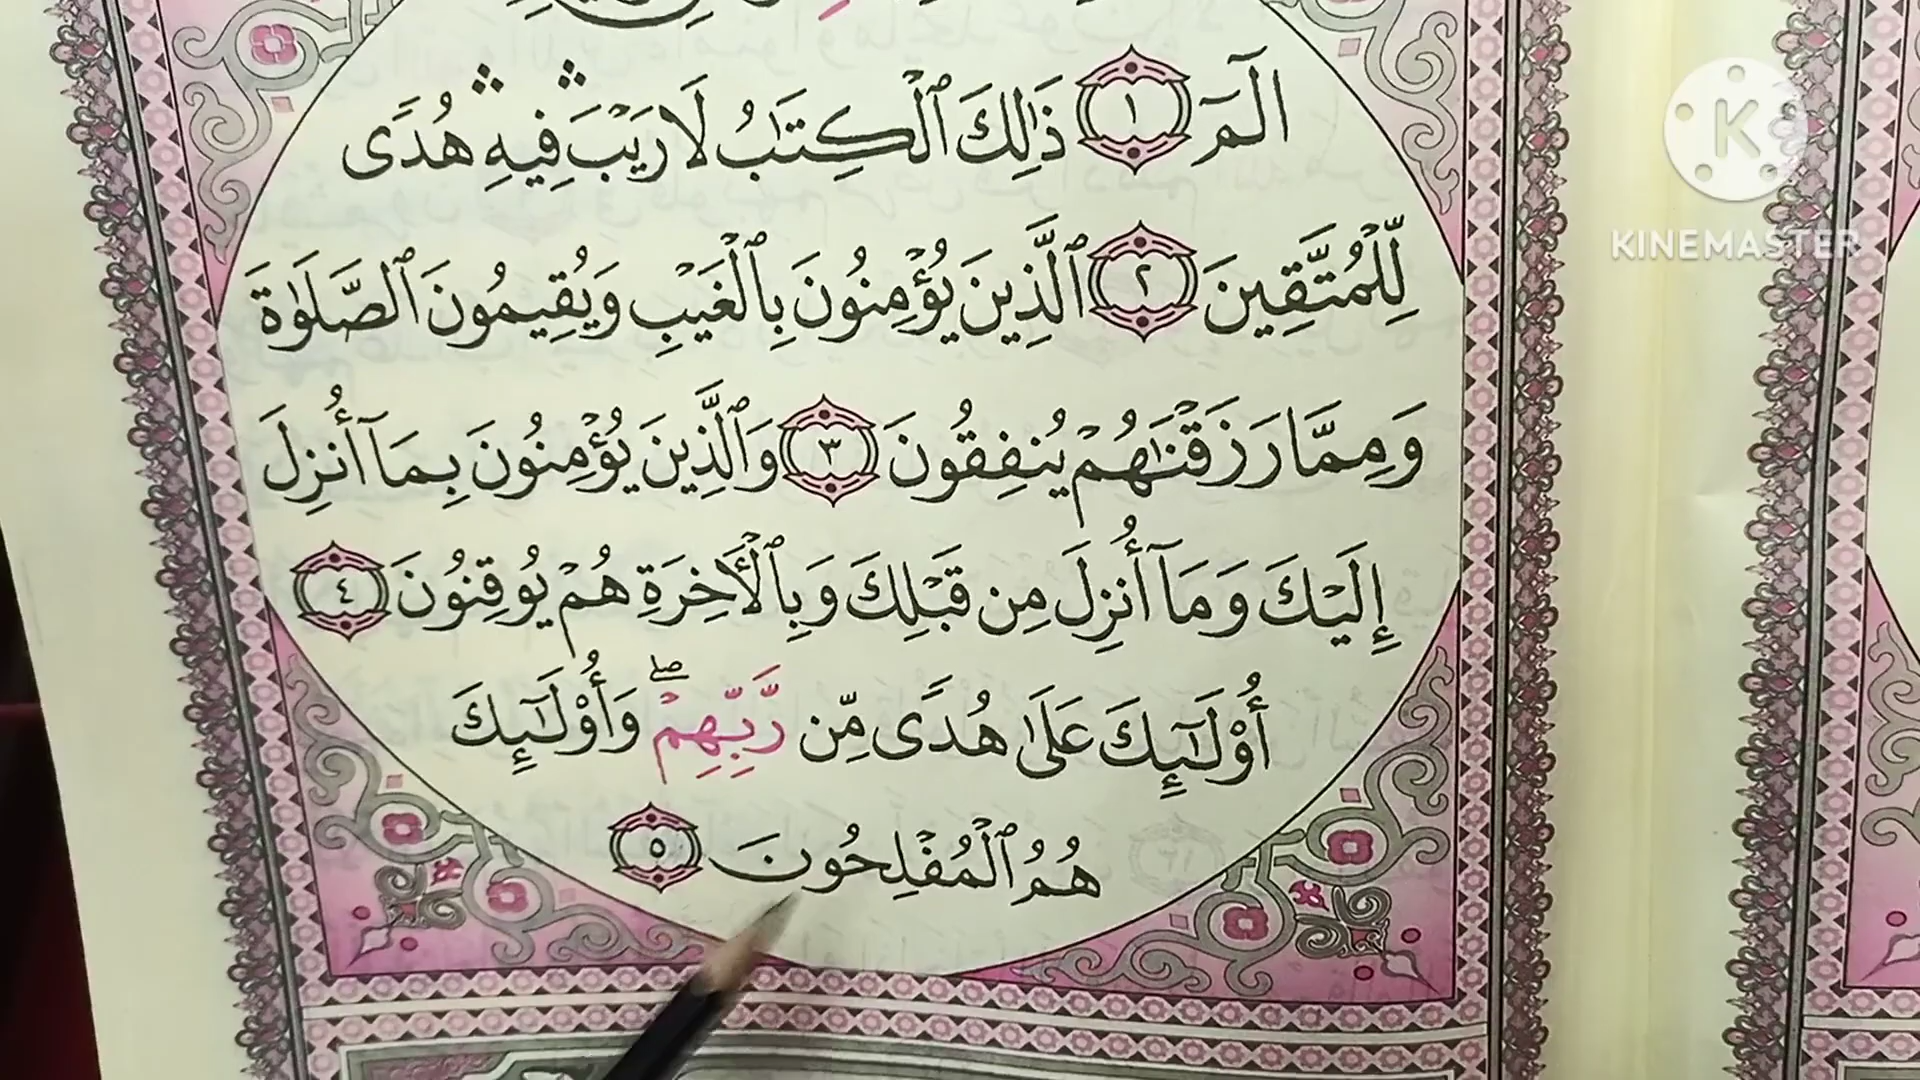 الٓمٓ ١ ذَٰلِكَ ٱلۡكِتَٰبُ لَا رَيۡبَۛ فِيهِۛ هُدٗى
لِّلۡمُتَّقِينَ ٢ ٱلَّذِينَ يُؤۡمِنُونَ بِٱلۡغَيۡبِ وَيُقِيمُونَ ٱلصَّلَوٰةَ
وَمِمَّا رَزَقۡنَٰهُمۡ يُنفِقُونَ ٣ وَٱلَّذِينَ يُؤۡمِنُونَ بِمَآ أُنزِلَ
إِلَيۡكَ وَمَآ أُنزِلَ مِن قَبۡلِكَ وَبِٱلۡأٓخِرَةِ هُمۡ يُوقِنُونَ ٤
أُوْلَٰٓئِكَ عَلَىٰ هُدٗى مِّن رَّبِّهِمۡۖ وَأُوْلَٰٓئِكَ
هُمُ ٱلۡمُفۡلِحُونَ ٥
K
KINEMASTER